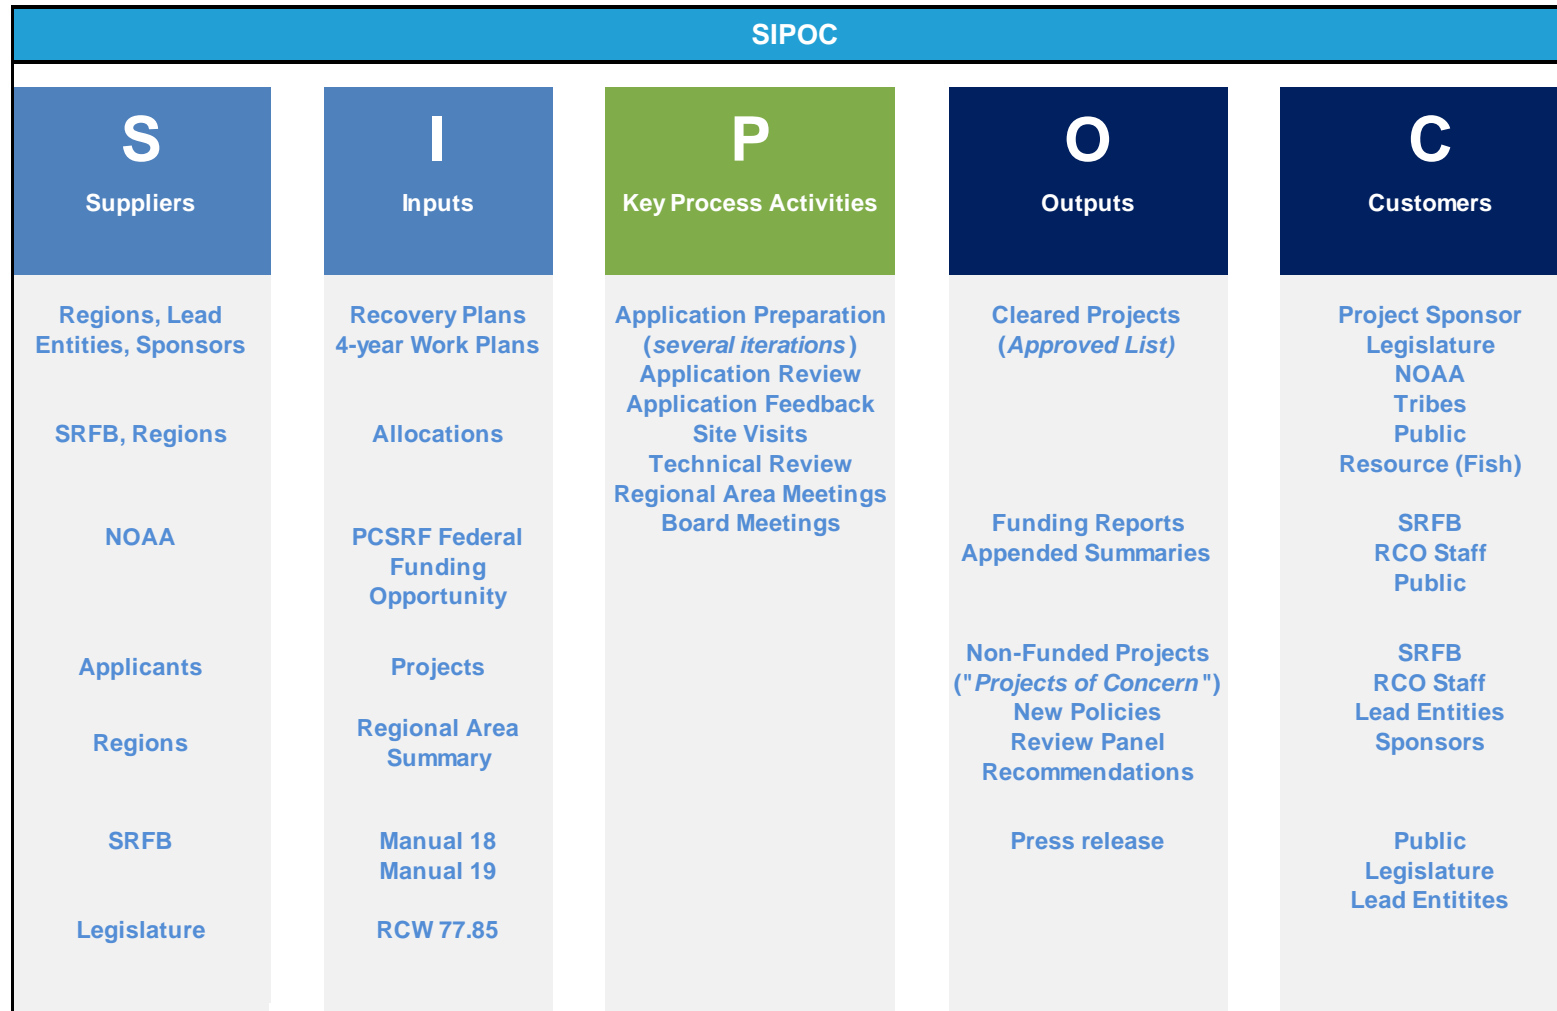 SIPOC
S
Suppliers
Regions, Lead
Entities, Sponsors
SRFB, Regions
NOAA
Applicants
Regions
SRFB
Legislature
I
Inputs
Recovery Plans
4-year Work Plans
Allocations
PCSRF Federal
Funding
Opportunity
Projects
Regional Area
Summary
Manual 18
Manual 19
RCW 77.85
P
Key Process Activities
Application Preparation
(several iterations)
Application Review
Application Feedback
Site Visits
Technical Review
Regional Area Meetings
Board Meetings
O
Outputs
Cleared Projects
(Approved List)
Funding Reports
Appended Summaries
Non-Funded Projects
("Projects of Concern")
New Policies
Review Panel
Recommendations
Press release
C
Customers
Project Sponsor
Legislature
NOAA
Tribes
Public
Resource (Fish)
SRFB
RCO Staff
Public
SRFB
RCO Staff
Lead Entities
Sponsors
Public
Legislature
Lead Entitites